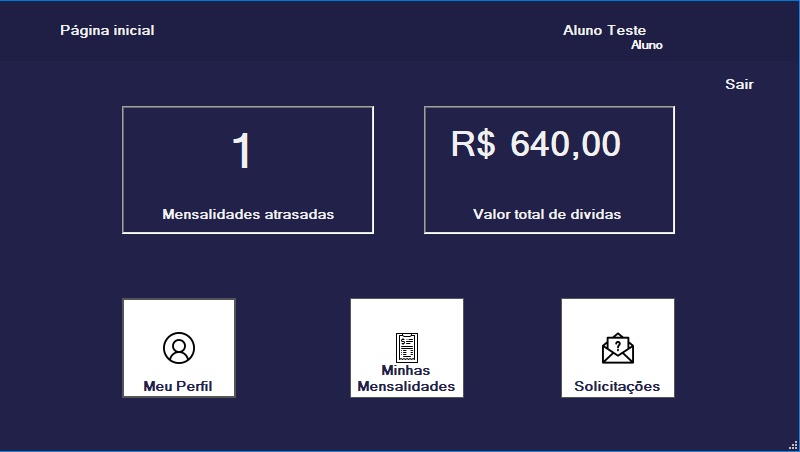 Página inicial
Aluno Teste
Aluno
Sair
1
Mensalidades atrasadas
R$ 640,00
Valor total de dividas
Meu Perfil
Minhas
Mensalidades
?
Solicitações